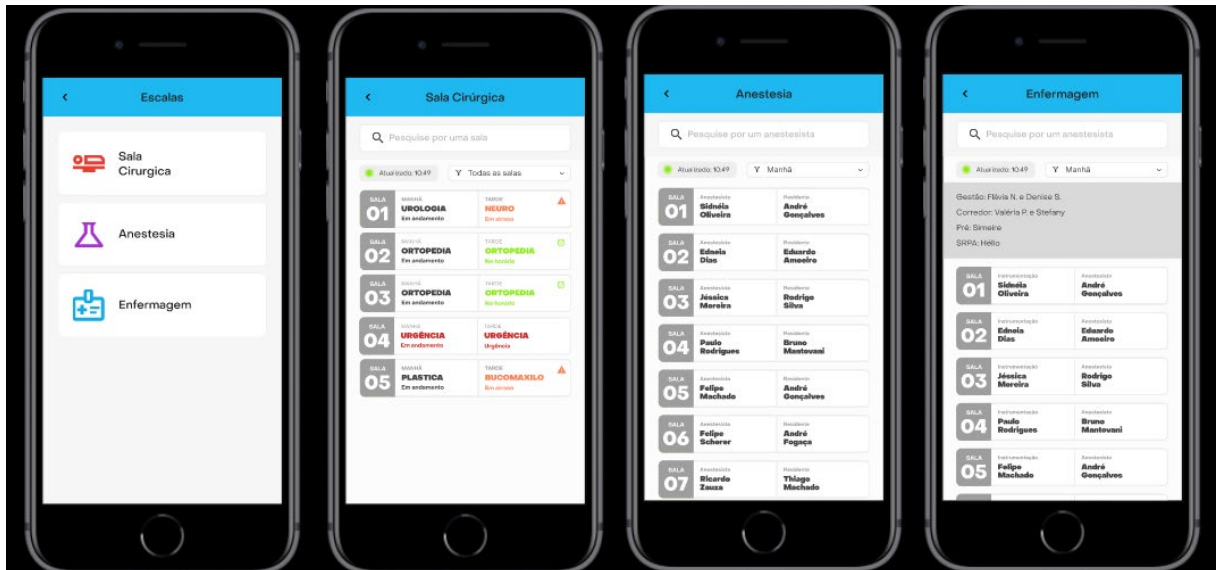 Escalas
Sala
Cirurgica
Anestesia
Enfermagem
Sala Cirúrgica
Pesquise por uma sala
Atualizado: 10:49
Todas as salas
SALA
01
MANHÃ
UROLOGIA
Em andamento
TARDE
NEURO
Em atraso
SALA
02
MANHÃ
ORTOPEDIA
Em andamento
TARDE
ORTOPEDIA
No horário
SALA
03
MANHÃ
ORTOPEDIA
Em andamento
TARDE
ORTOPEDIA
No horário
SALA
04
MANHÃ
URGÊNCIA
Em andamento
TARDE
URGÊNCIA
Urgência
SALA
05
MANHÃ
PLASTICA
Em andamento
TARDE
BUCOMAXILO
Em atraso
Anestesia
Pesquise por um anestesista
Atualizado: 10:49
Manhã
SALA
01
Anestesista
Sidnéia
Oliveira
Residente
André
Gonçalves
SALA
02
Anestesista
Edneia
Dias
Residente
Eduardo
Amoeiro
SALA
03
Anestesista
Jéssica
Moreira
Residente
Rodrigo
Silva
SALA
04
Anestesista
Paulo
Rodrigues
Residente
Bruno
Mantovani
SALA
05
Anestesista
Felipe
Machado
Residente
André
Gonçalves
SALA
06
Anestesista
Felipe
Scherer
Residente
André
Fogaça
SALA
07
Anestesista
Ricardo
Zauza
Residente
Thiago
Machado
Enfermagem
Pesquise por um anestesista
Atualizado: 10:49
Manhã
Gestão: Flávia N. e Denise S.
Corredor: Valéria P. e Stefany
Pré: Simeire
SRPA: Hélio
SALA
01
Instrumentação
Sidnéia
Oliveira
Anestesista
André
Gonçalves
SALA
02
Instrumentação
Edneia
Dias
Anestesista
Eduardo
Amoeiro
SALA
03
Instrumentação
Jéssica
Moreira
Anestesista
Rodrigo
Silva
SALA
04
Instrumentação
Paulo
Rodrigues
Anestesista
Bruno
Mantovani
SALA
05
Instrumentação
Felipe
Machado
Anestesista
André
Gonçalves